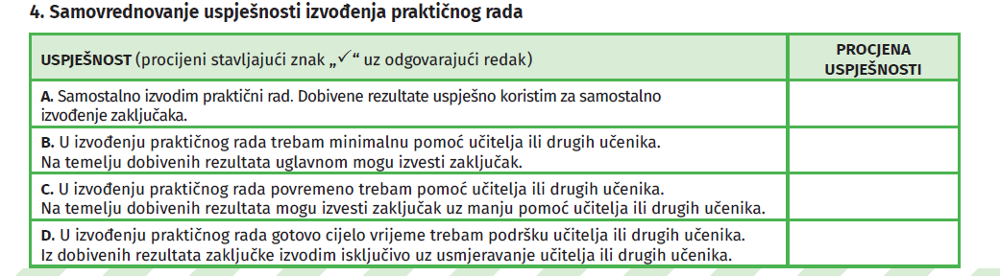 4. Samovrednovanje uspješnosti izvođenja praktičnog rada
USPJEŠNOST (procijeni stavljajući znak „✓“ uz odgovarajući redak)
PROCJENA
USPJEŠNOSTI
A. Samostalno izvodim praktični rad. Dobivene rezultate uspješno koristim za samostalno
izvođenje zaključaka.
B. U izvođenju praktičnog rada trebam minimalnu pomoć učitelja ili drugih učenika.
Na temelju dobivenih rezultata uglavnom mogu izvesti zaključak.
C. U izvođenju praktičnog rada povremeno trebam pomoć učitelja ili drugih učenika.
Na temelju dobivenih rezultata mogu izvesti zaključak uz manju pomoć učitelja ili drugih učenika.
D. U izvođenju praktičnog rada gotovo cijelo vrijeme trebam podršku učitelja ili drugih učenika.
Iz dobivenih rezultata zaključke izvodim isključivo uz usmjeravanje učitelja ili drugih učenika.